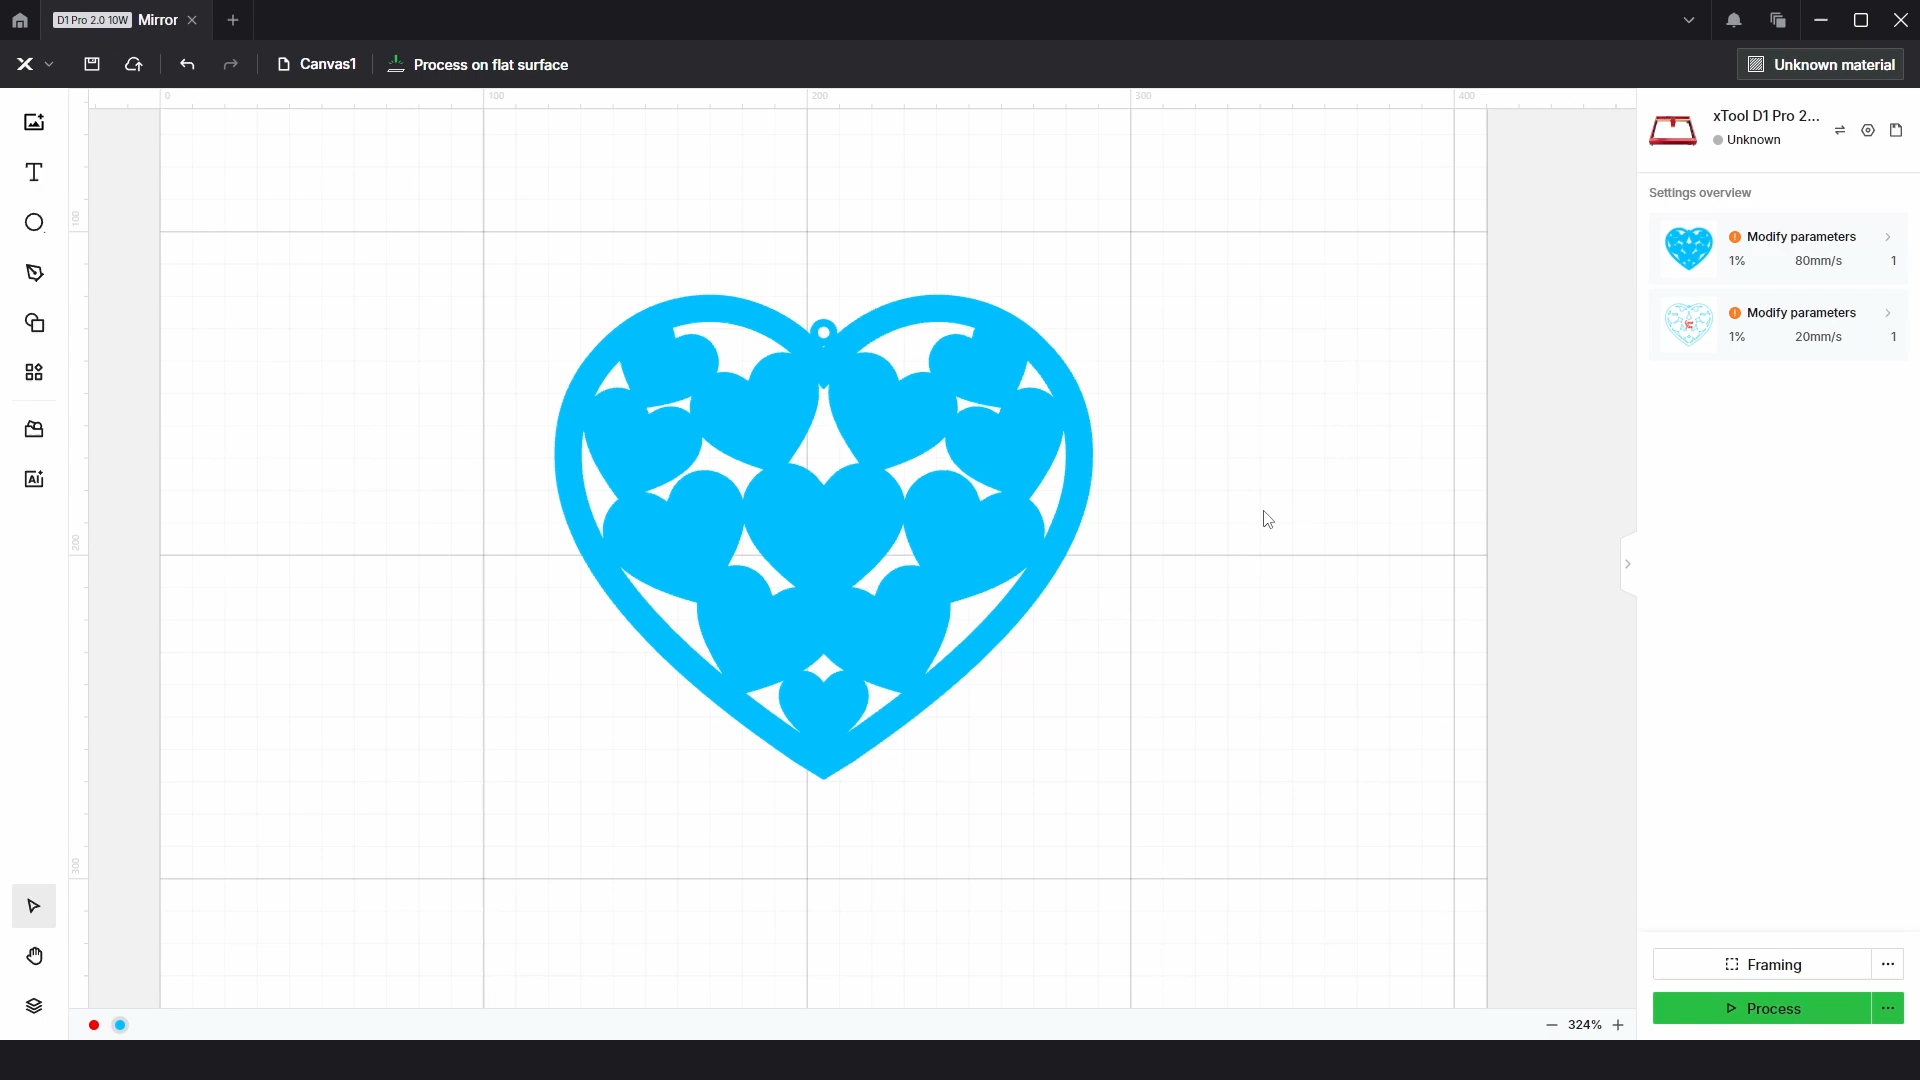 D1 Pro 2.0 10W Mirror
Canvas1
Process on flat surface
Unknown material
0 100 200 300 400
100
200
300
xTool D1 Pro 2...
Unknown
Settings overview
Modify parameters
1% 80mm/s 1
Modify parameters
1% 20mm/s 1
AI
Framing
Process
324%